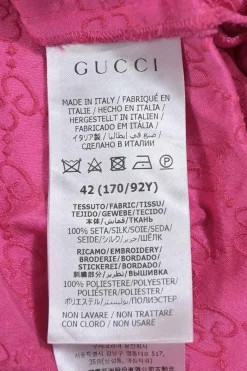 GUCCI
MADE IN ITALY / FABRIQUÉ EN
ITALIE / HECHO EN ITALIA
HERGESTELLT IN ITALIEN /
FABRICADO EM ITÁLIA /
イタリア製 / صنع في إيطاليا /
СДЕЛАНО В ИТАЛИИ
42 (170/92Y)
TESSUTO/FABRIC/TISSU/
TEJIDO/GEWEBE/TECIDO/
ТКАНЬ/قماش/
100% SETA/SILK/SOIE/SEDA/
SEIDE/SEDA/シルク/حرير/ШЁЛК
RICAMO/EMBROIDERY/
BRODERIE/BORDADO/
STICKEREI/BORDADO/
刺繍部分/تطريز/ВЫШИВКА
100% POLIESTERE/POLYESTER/
POLYESTER/POLIÉSTER/
POLYESTER/POLIÉSTER/
ポリエステル/بوليستر/ПОЛИЭСТЕР
NON LAVARE / NON TRATTARE
CON CLORO / NON USARE